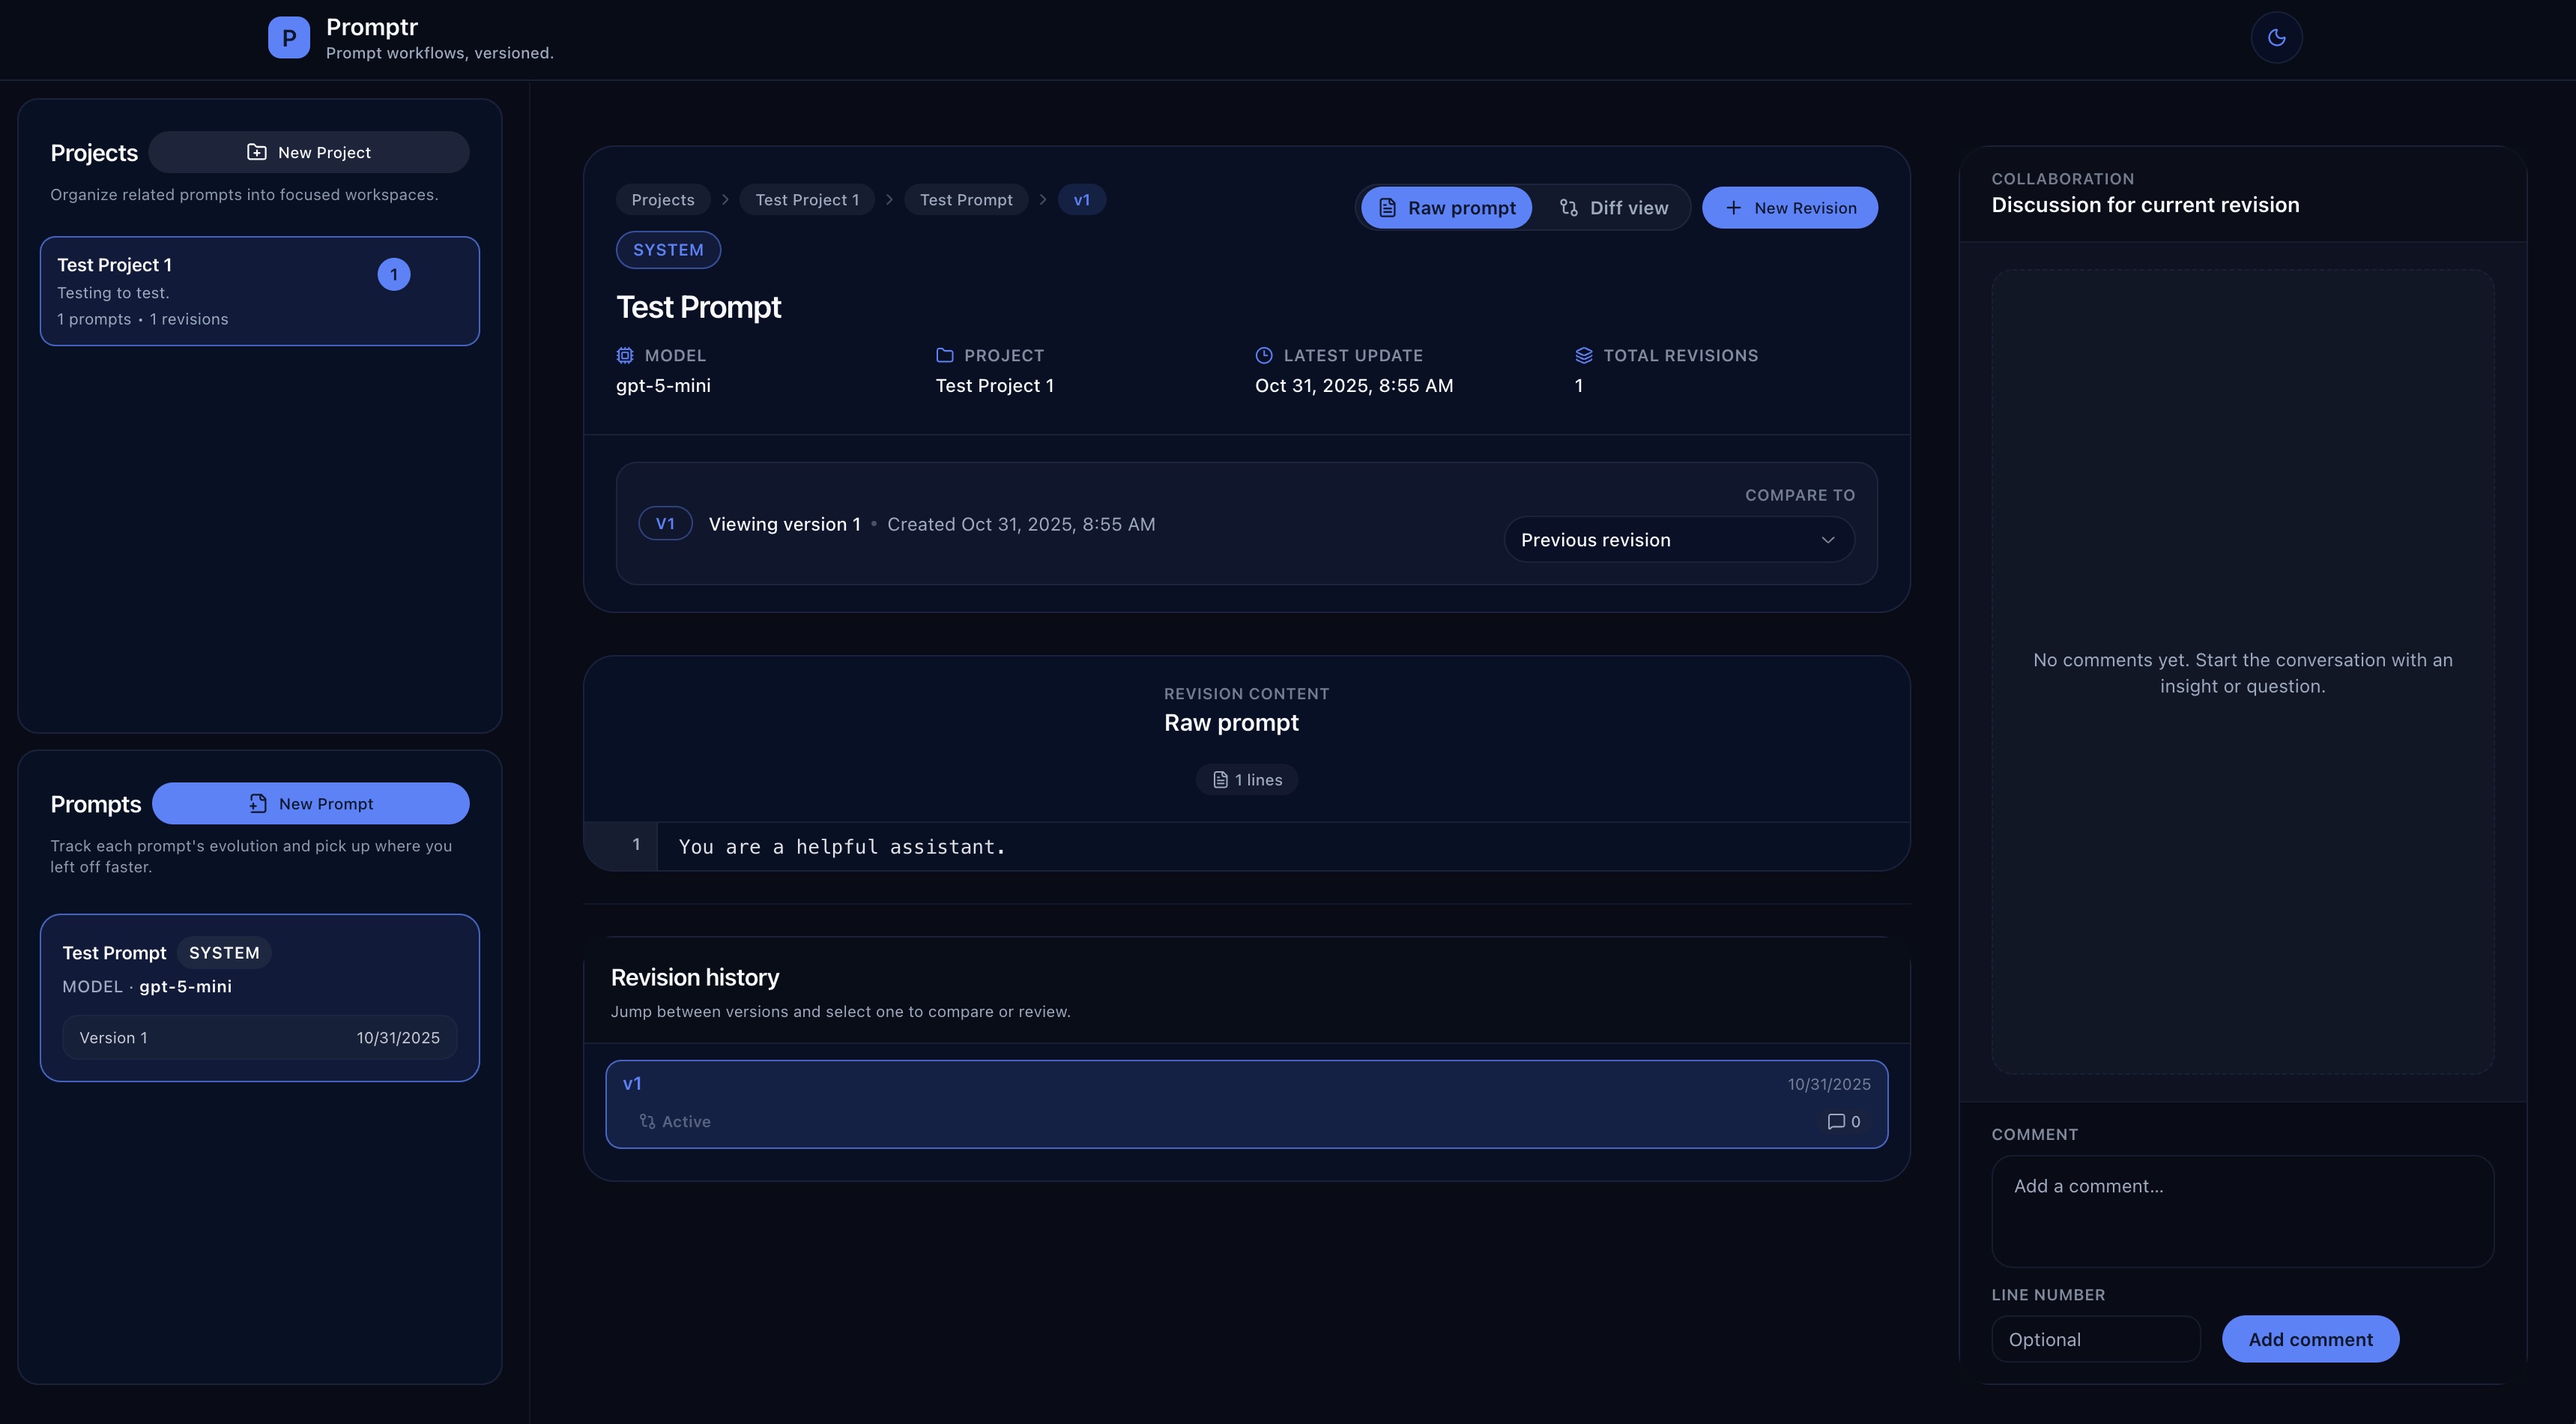 P
Promptr
Prompt workflows, versioned.
Projects
New Project
Organize related prompts into focused workspaces.
Test Project 1
1
Testing to test.
1 prompts • 1 revisions
Prompts
New Prompt
Track each prompt's evolution and pick up where you
left off faster.
Test Prompt SYSTEM
MODEL · gpt-5-mini
Version 1 10/31/2025
Projects > Test Project 1 > Test Prompt > v1
SYSTEM
Raw prompt Diff view New Revision
Test Prompt
MODEL PROJECT LATEST UPDATE TOTAL REVISIONS
gpt-5-mini Test Project 1 Oct 31, 2025, 8:55 AM 1
V1 Viewing version 1 • Created Oct 31, 2025, 8:55 AM
COMPARE TO
Previous revision
REVISION CONTENT
Raw prompt
1 lines
1 You are a helpful assistant.
Revision history
Jump between versions and select one to compare or review.
v1 10/31/2025
Active 0
COLLABORATION
Discussion for current revision
No comments yet. Start the conversation with an
insight or question.
COMMENT
Add a comment...
LINE NUMBER
Optional Add comment